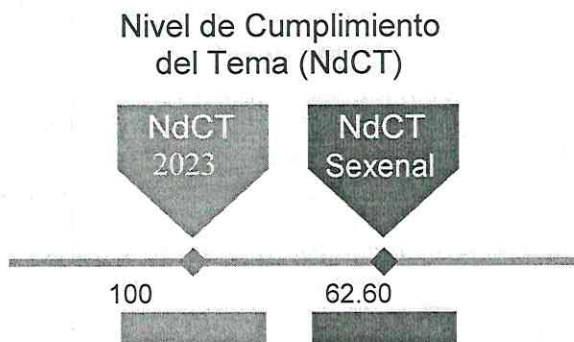 Nivel de Cumplimiento
del Tema (NdCT)
NdCT
2023
NdCT
Sexenal
100
62.60